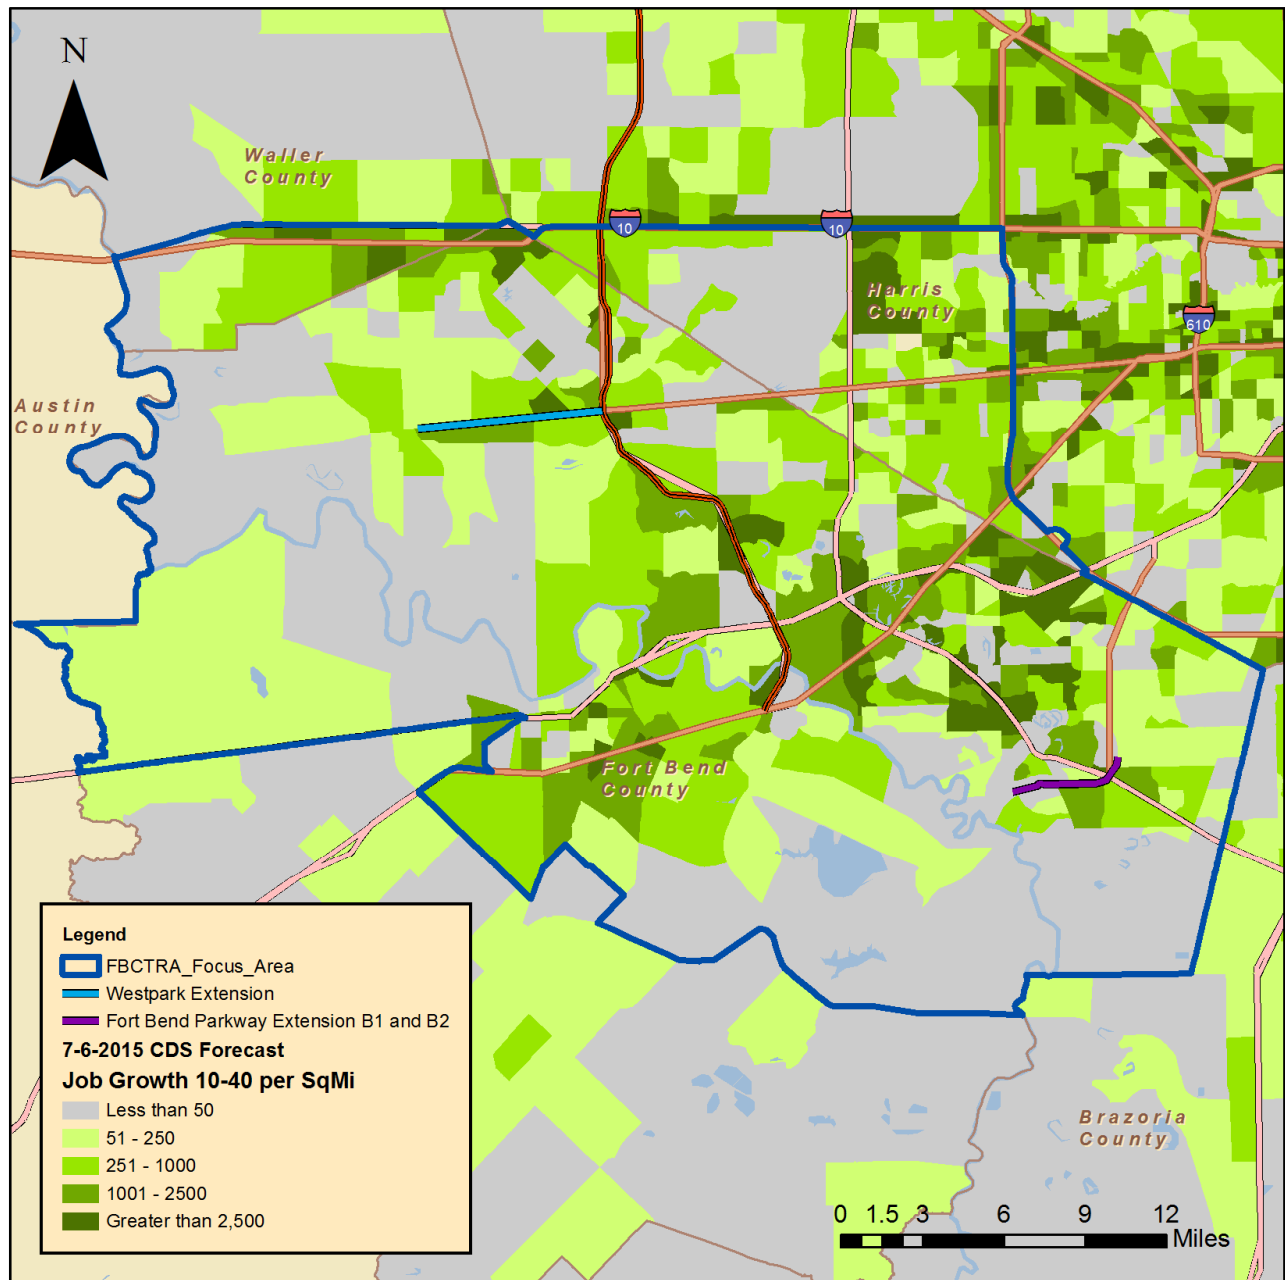 N
Waller
County
10
10
Harris
County
610
Austin
County
Fort Bend
County
Legend
FBCTRA_Focus_Area
Westpark Extension
Fort Bend Parkway Extension B1 and B2
7-6-2015 CDS Forecast
Job Growth 10-40 per SqMi
Less than 50
51 - 250
251 - 1000
1001 - 2500
Greater than 2,500
Brazoria
County
0 1.5 3 6 9 12
Miles